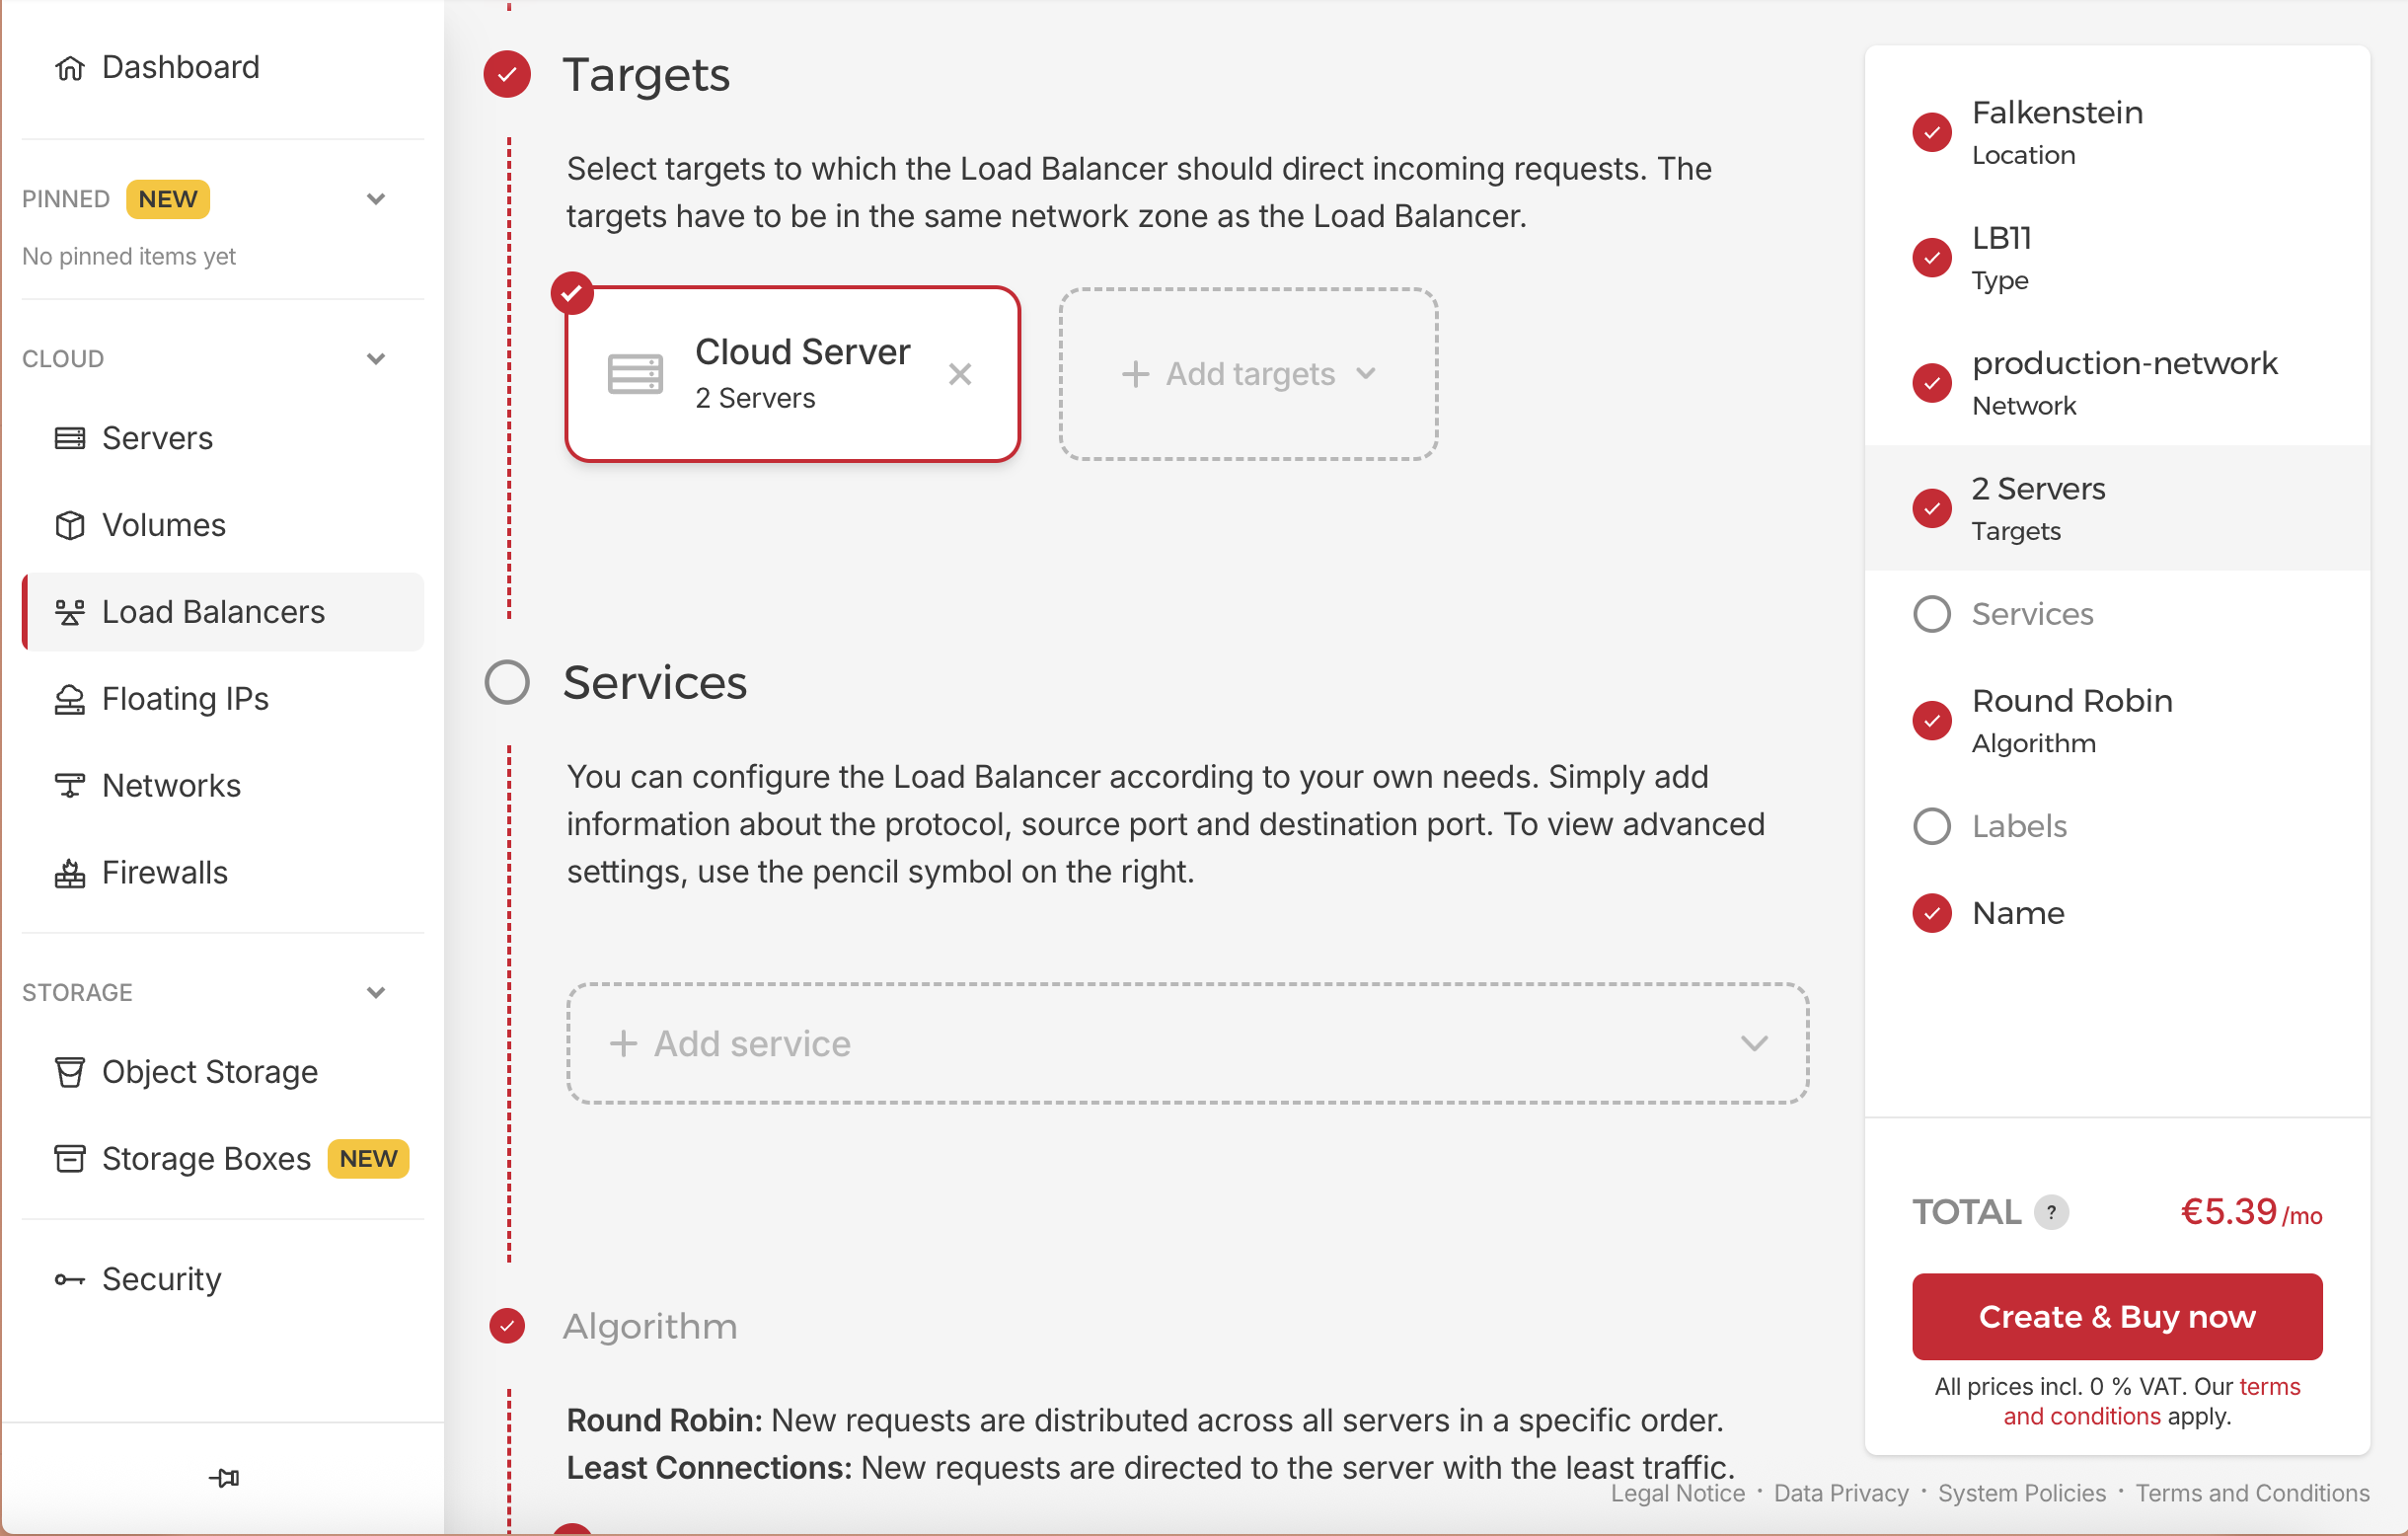 Dashboard
PINNED NEW
No pinned items yet
CLOUD
Servers
Volumes
Load Balancers
Floating IPs
Networks
Firewalls
STORAGE
Object Storage
Storage Boxes NEW
Security
Targets
Select targets to which the Load Balancer should direct incoming requests. The
targets have to be in the same network zone as the Load Balancer.
Cloud Server
2 Servers
Add targets
Services
You can configure the Load Balancer according to your own needs. Simply add
information about the protocol, source port and destination port. To view advanced
settings, use the pencil symbol on the right.
Add service
Algorithm
Round Robin: New requests are distributed across all servers in a specific order.
Least Connections: New requests are directed to the server with the least traffic.
Falkenstein
Location
LB11
Type
production-network
Network
2 Servers
Targets
Services
Round Robin
Algorithm
Labels
Name
TOTAL ? €5.39 /mo
Create & Buy now
All prices incl. 0 % VAT. Our terms
and conditions apply.
Legal Notice · Data Privacy · System Policies · Terms and Conditions